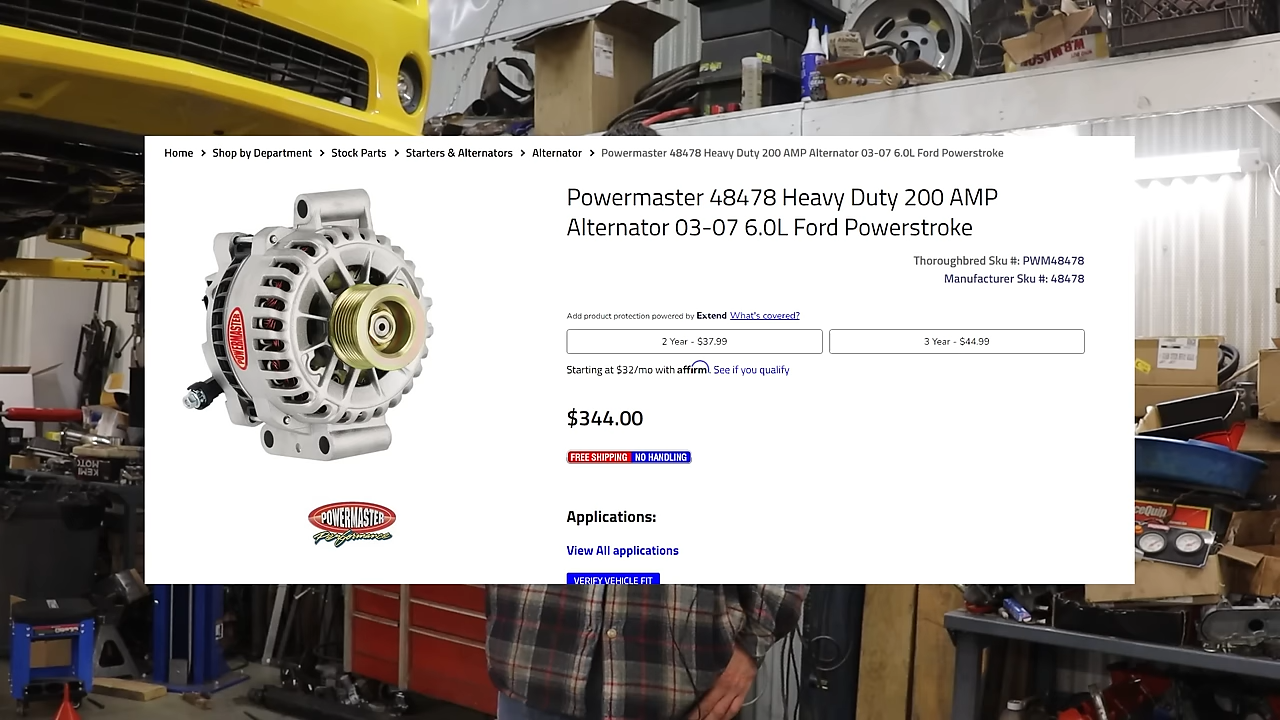 Home > Shop by Department > Stock Parts > Starters & Alternators > Alternator > Powermaster 48478 Heavy Duty 200 AMP Alternator 03-07 6.0L Ford Powerstroke
Powermaster 48478 Heavy Duty 200 AMP
Alternator 03-07 6.0L Ford Powerstroke
Thoroughbred Sku #: PWM48478
Manufacturer Sku #: 48478
Add product protection powered by Extend What's covered?
2 Year - $37.99
3 Year - $44.99
Starting at $32/mo with affirm. See if you qualify
$344.00
FREE SHIPPING NO HANDLING
POWERMASTER
POWERMASTER
Performance
Applications:
View All applications
VERIFY VEHICLE FIT